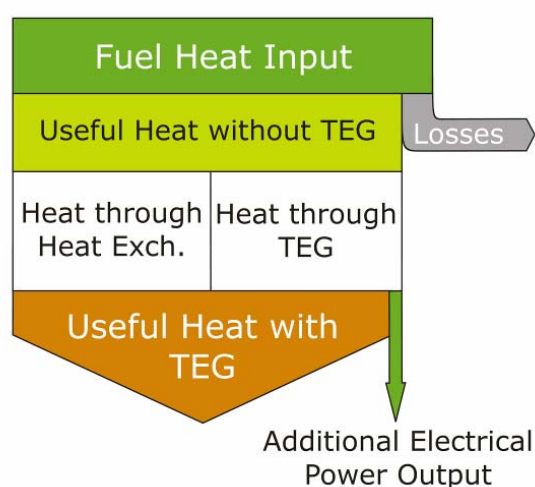 Fuel Heat Input
Useful Heat without TEG
Losses
Heat through
Heat Exch.
Heat through
TEG
Useful Heat with
TEG
Additional Electrical
Power Output